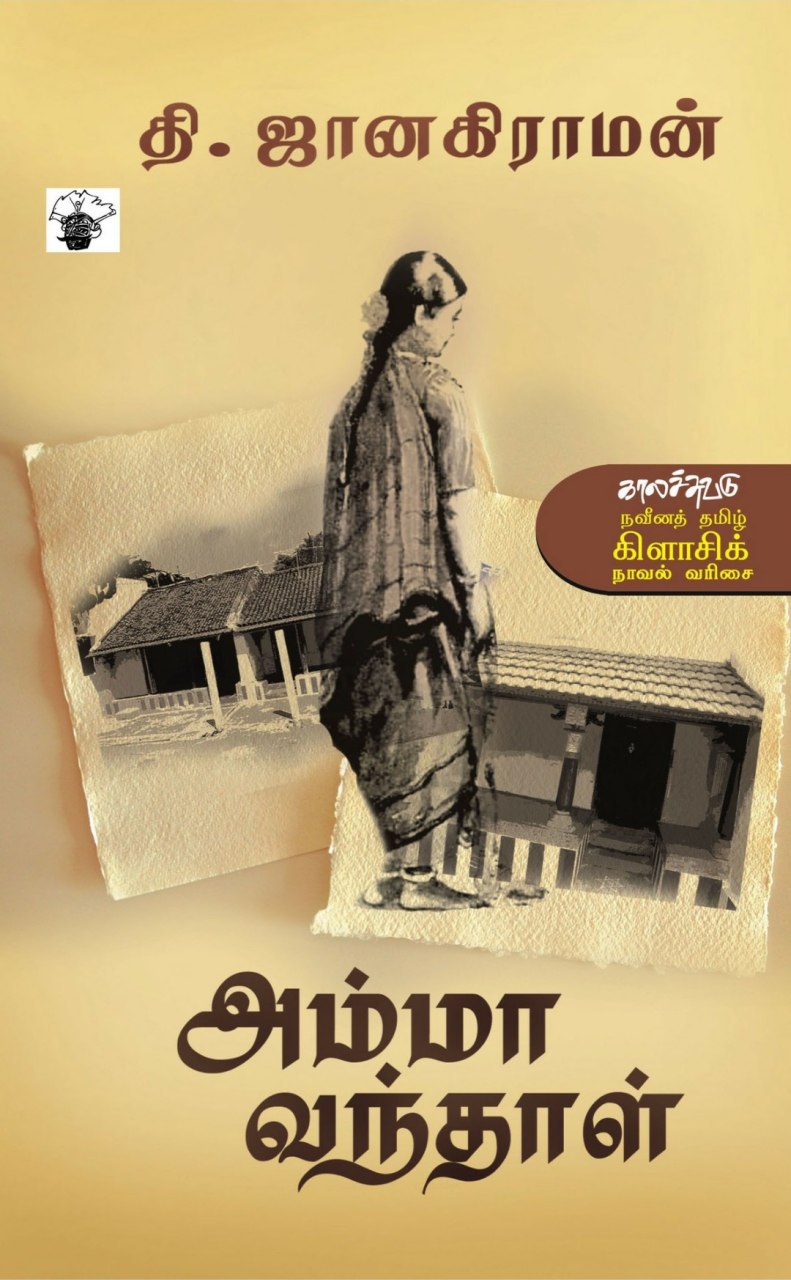 தி. ஜானகிராமன்
காலச்சுவடு
நவீனத் தமிழ்
கிளாசிக்
நாவல் வரிசை
அம்மா
வந்தாள்